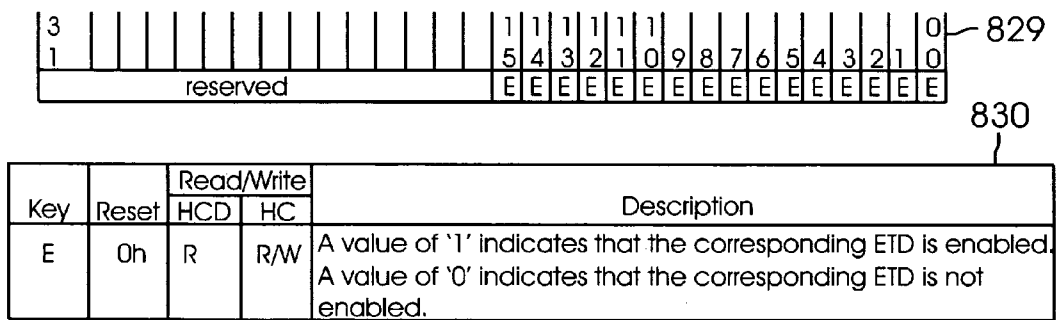 3 1 1 1 1 1 1 0 829
1 5 4 3 2 1 0 9 8 7 6 5 4 3 2 1 0
reserved E E E E E E E E E E E E E E E E
830
Read/Write
Key Reset HCD HC Description
E 0h R R/W A value of '1' indicates that the corresponding ETD is enabled.
A value of '0' indicates that the corresponding ETD is not
enabled.